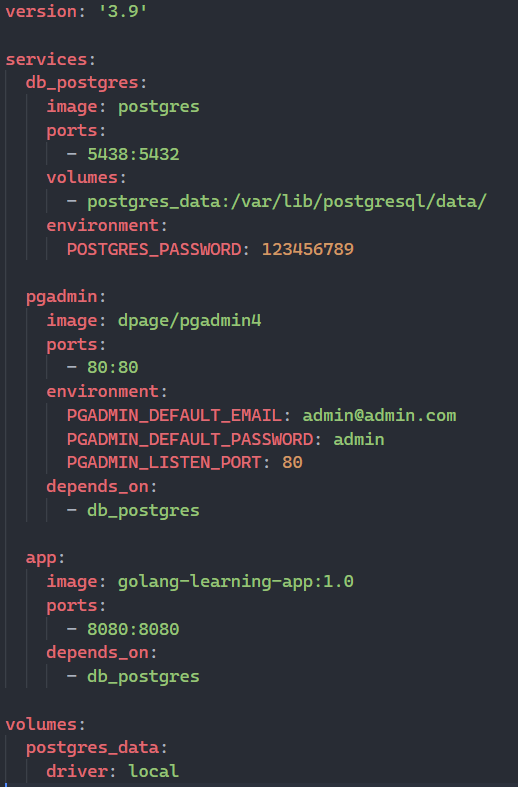 version: '3.9'

services:
  db_postgres:
    image: postgres
    ports:
      - 5438:5432
    volumes:
      - postgres_data:/var/lib/postgresql/data/
    environment:
      POSTGRES_PASSWORD: 123456789

  pgadmin:
    image: dpage/pgadmin4
    ports:
      - 80:80
    environment:
      PGADMIN_DEFAULT_EMAIL: admin@admin.com
      PGADMIN_DEFAULT_PASSWORD: admin
      PGADMIN_LISTEN_PORT: 80
    depends_on:
      - db_postgres

  app:
    image: golang-learning-app:1.0
    ports:
      - 8080:8080
    depends_on:
      - db_postgres

volumes:
  postgres_data:
    driver: local